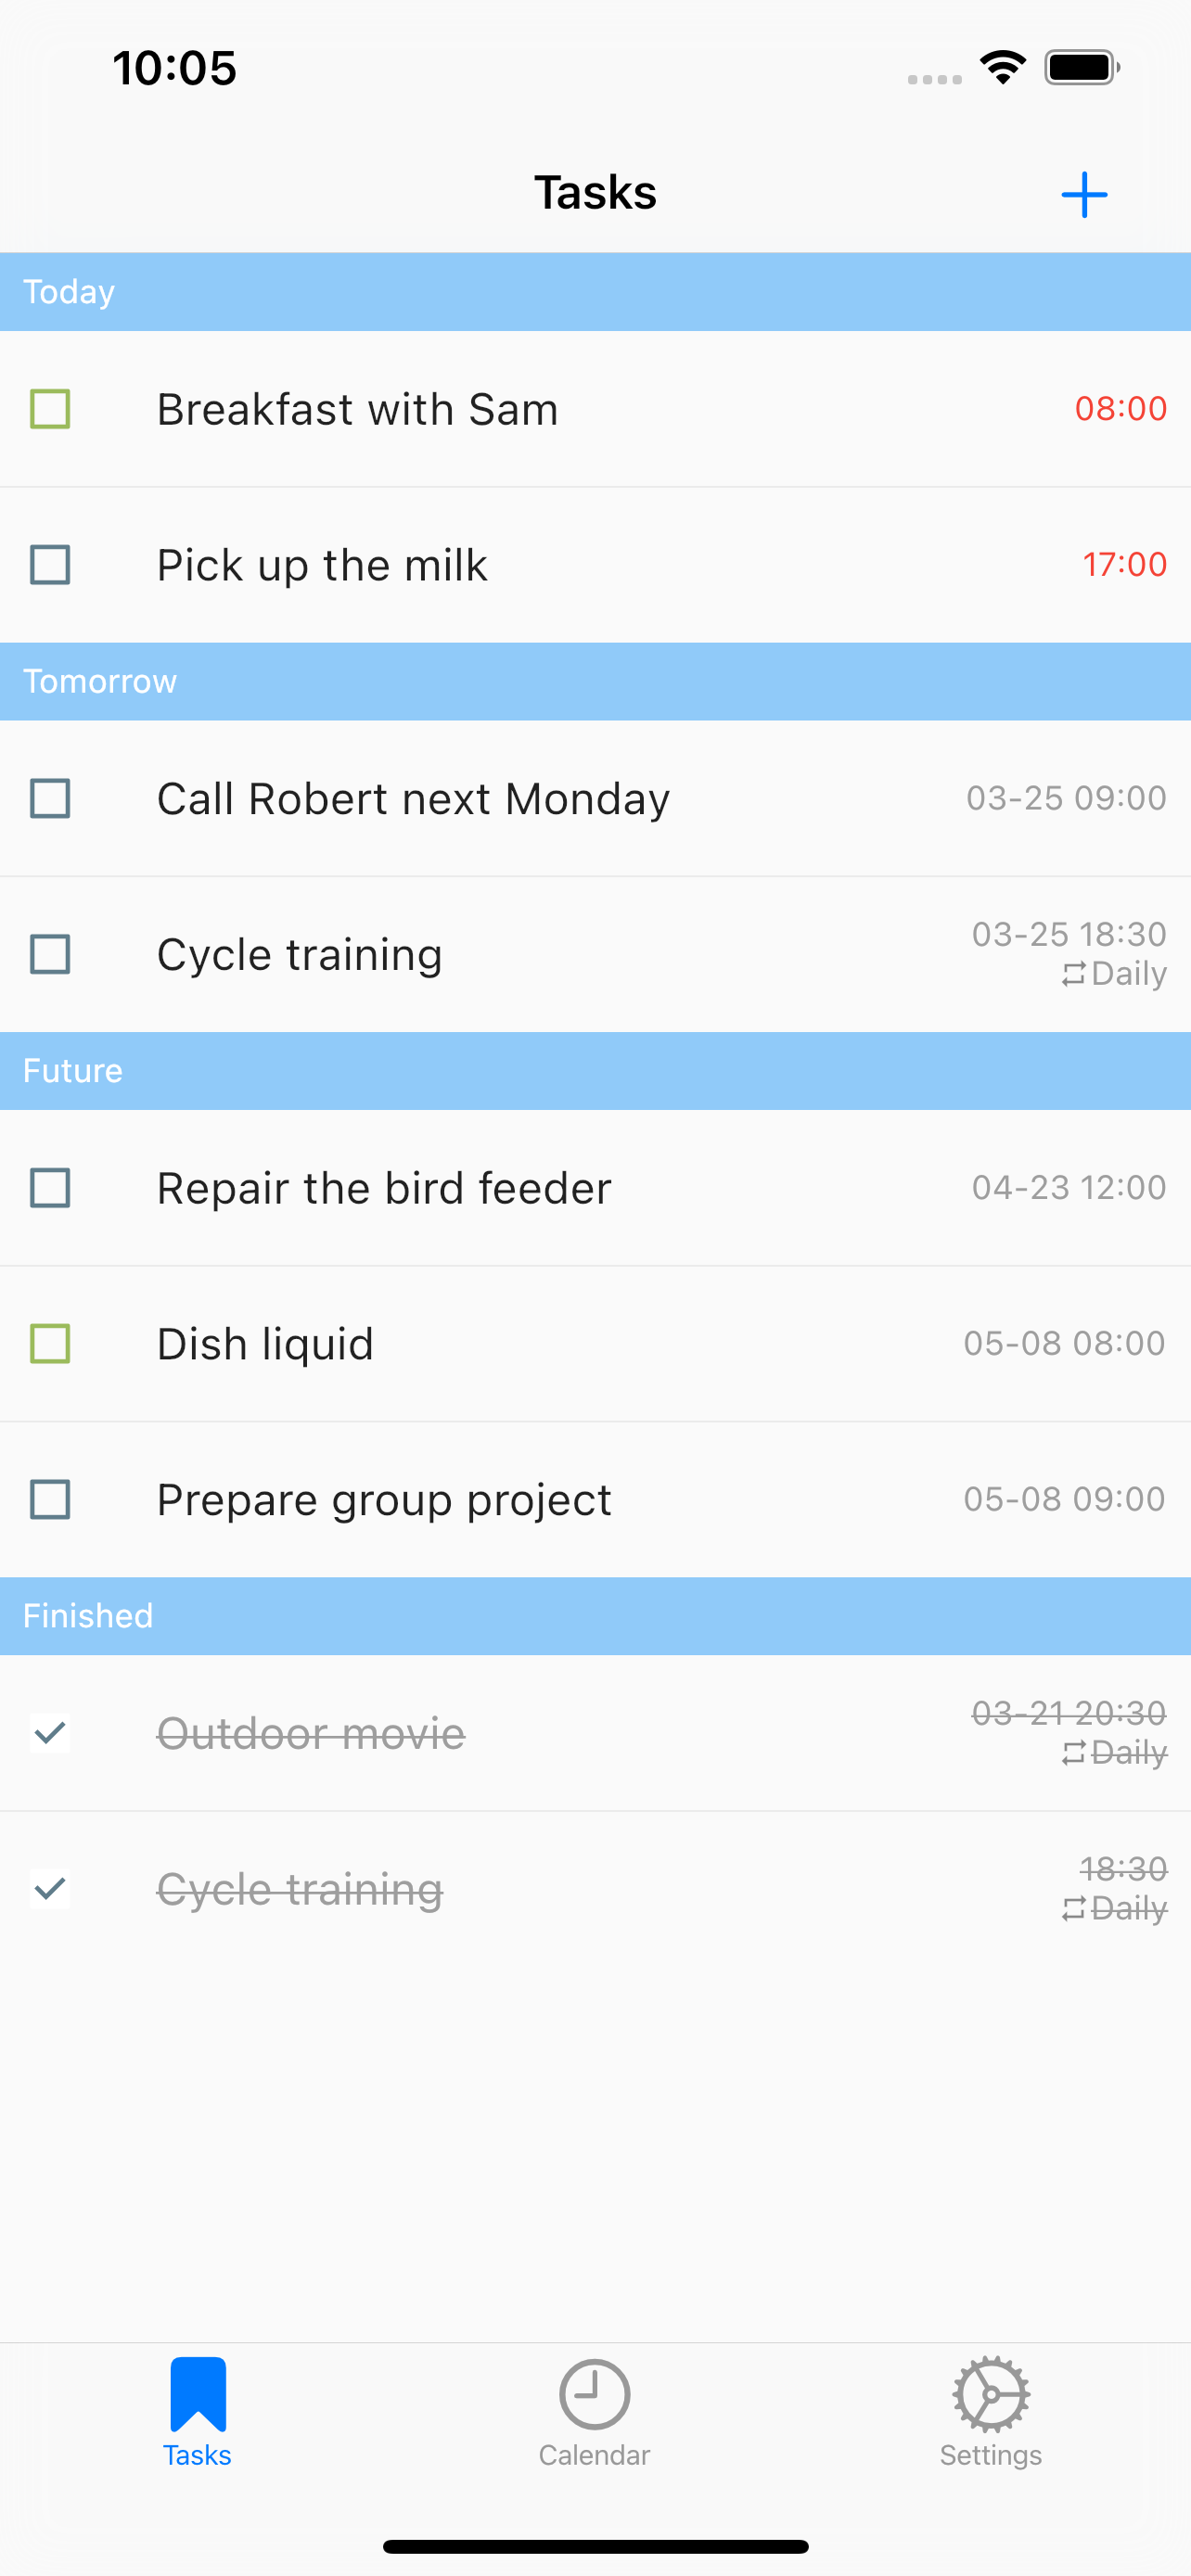 10:05
Tasks
Today
Breakfast with Sam 08:00
Pick up the milk 17:00
Tomorrow
Call Robert next Monday 03-25 09:00
Cycle training 03-25 18:30
Daily
Future
Repair the bird feeder 04-23 12:00
Dish liquid 05-08 08:00
Prepare group project 05-08 09:00
Finished
Outdoor movie 03-21 20:30
Daily
Cycle training 18:30
Daily
Tasks Calendar Settings